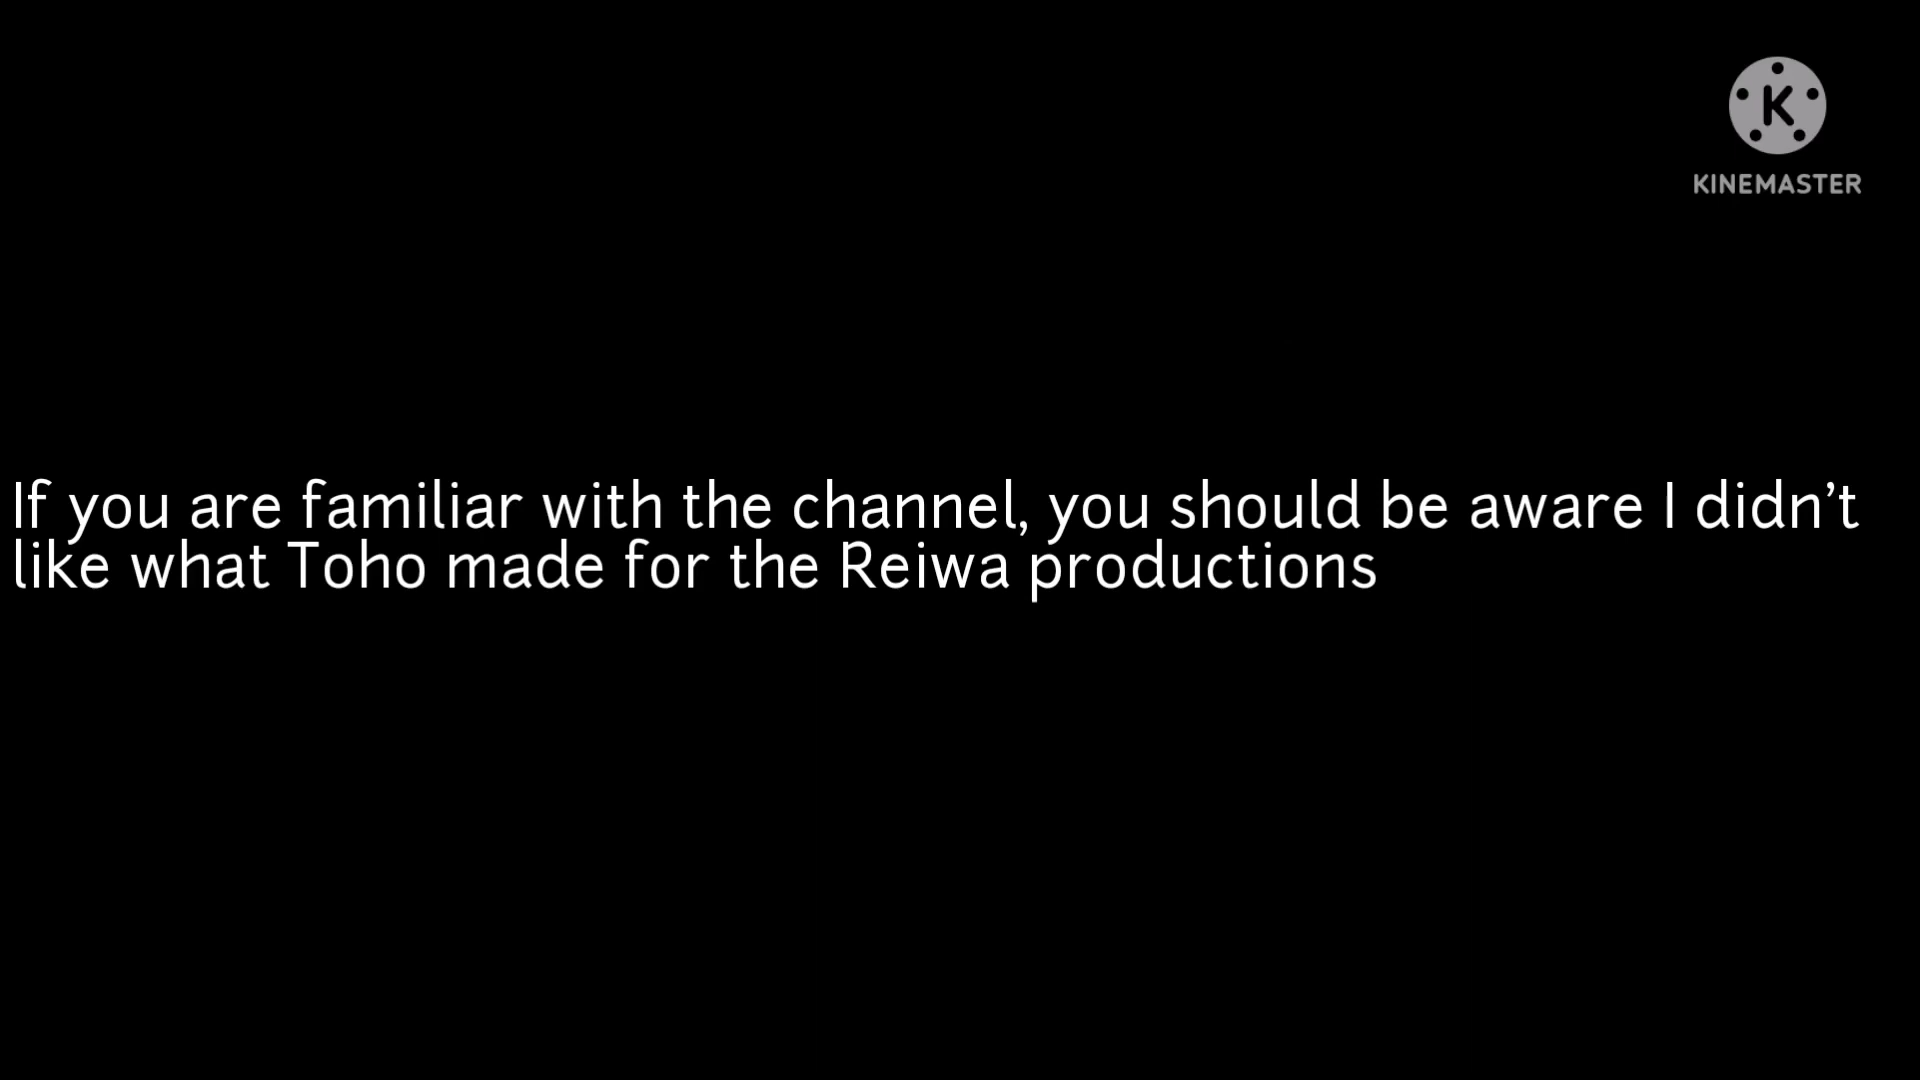 K
KINEMASTER
If you are familiar with the channel, you should be aware I didn’t
like what Toho made for the Reiwa productions